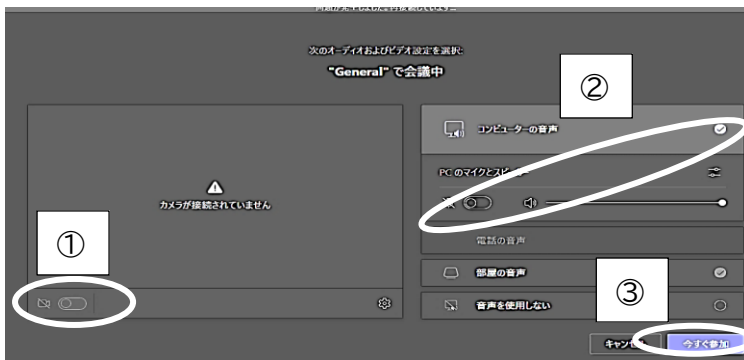 次のオーディオおよびビデオ設定を選択:
"General" で会議中
②
コンピューターの音声
PC のマイクとスピーカー
カメラが接続されていません
①
電話の音声
部屋の音声
③
音声を使用しない
キャンセル
今すぐ参加